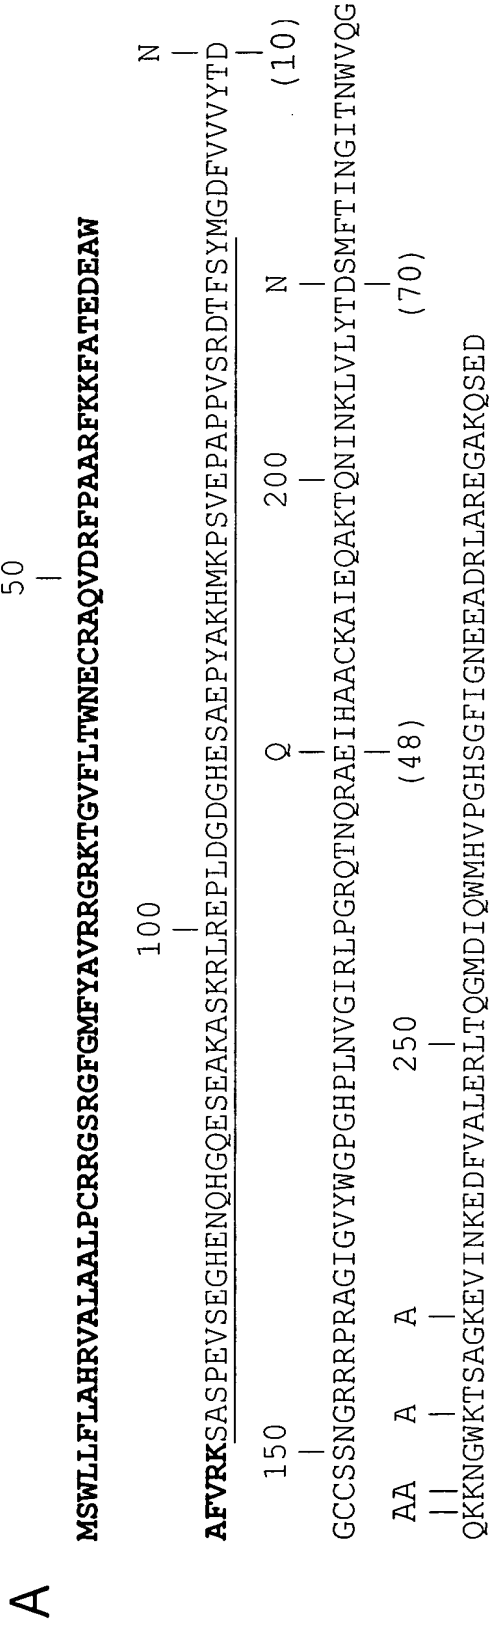 A
50
MSWLLFLAHRVALAALPCRRGSRGFGMFYAVRRGRKTGVFLTWNECRAQVDRFPAARFKKFATEDEAW
100 N
AFVRKSASPEVSEGHENQHGQESEAKASKRLREPLDGDGHESAEPYAKHMKPSVEPAPPVSRDTFSYMGDFVVVYTD
(10)
150 Q 200 N
GCCSSNGRRRPRAGIGVYWGPGHPLNVGIRLPGRQTNQRAEIHAACKAIEQAKTQNINKLVLYTDSMFTINGITNWVQG
(48) (70)
AA A A 250
QKKNGWKTSAGKEVINKEDFVALERLTQGMDIQWMHVPGHSGFIGNEEADRLAREGAKQSED